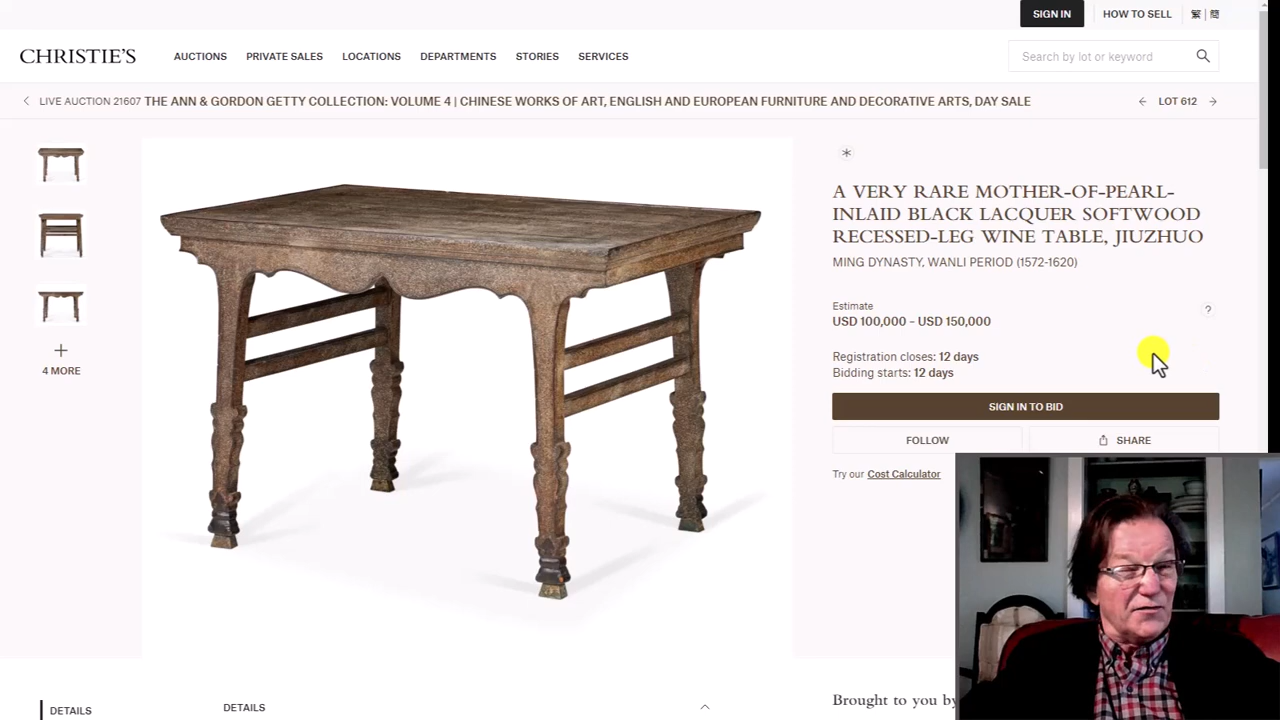 SIGN IN
HOW TO SELL
繁 | 簡
CHRISTIE'S
AUCTIONS
PRIVATE SALES
LOCATIONS
DEPARTMENTS
STORIES
SERVICES
Search by lot or keyword
LIVE AUCTION 21607 THE ANN & GORDON GETTY COLLECTION: VOLUME 4 | CHINESE WORKS OF ART, ENGLISH AND EUROPEAN FURNITURE AND DECORATIVE ARTS, DAY SALE
LOT 612
A VERY RARE MOTHER-OF-PEARL-
INLAID BLACK LACQUER SOFTWOOD
RECESSED-LEG WINE TABLE, JIUZHUO
MING DYNASTY, WANLI PERIOD (1572-1620)
Estimate
USD 100,000 – USD 150,000
?
Registration closes: 12 days
Bidding starts: 12 days
SIGN IN TO BID
FOLLOW
SHARE
Try our Cost Calculator
4 MORE
DETAILS
DETAILS
Brought to you by